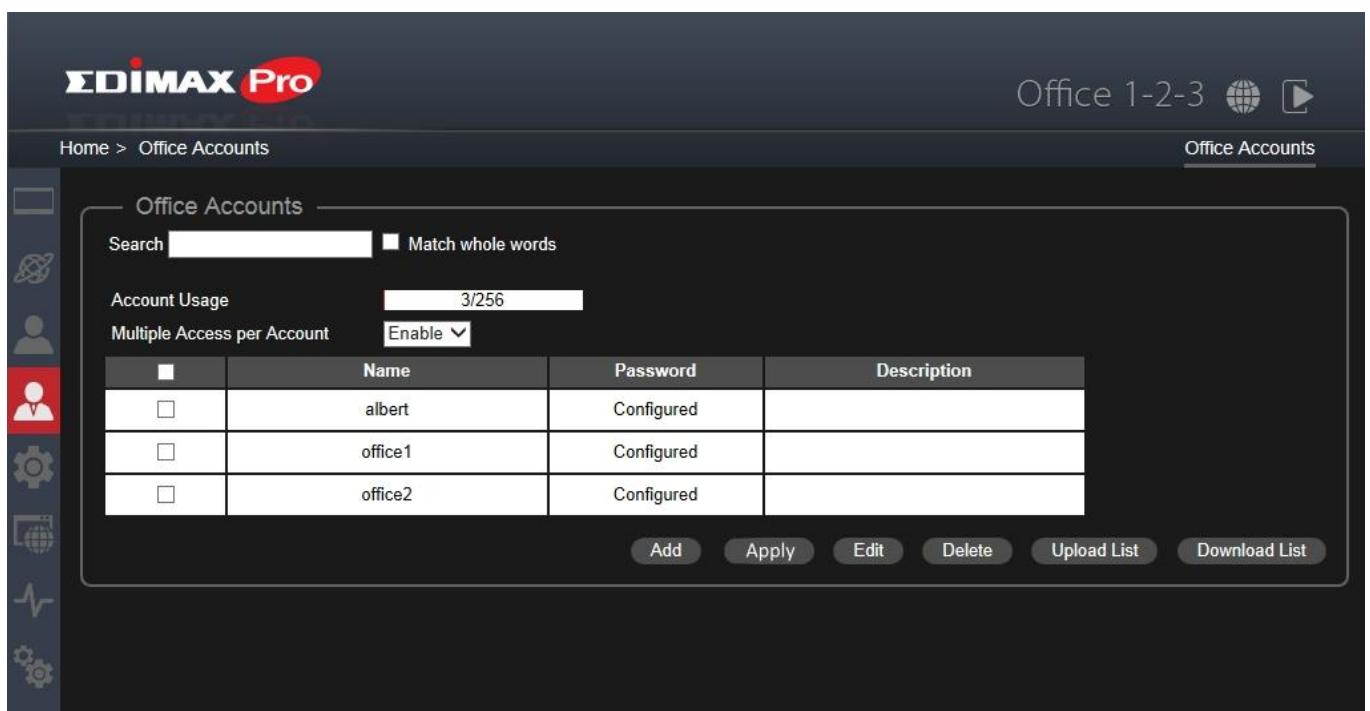 EDIMAX Pro
Office 1-2-3
Home > Office Accounts
Office Accounts
Office Accounts
Search
Match whole words
Account Usage 3/256
Multiple Access per Account Enable
Name Password Description
albert Configured
office1 Configured
office2 Configured
Add Apply Edit Delete Upload List Download List